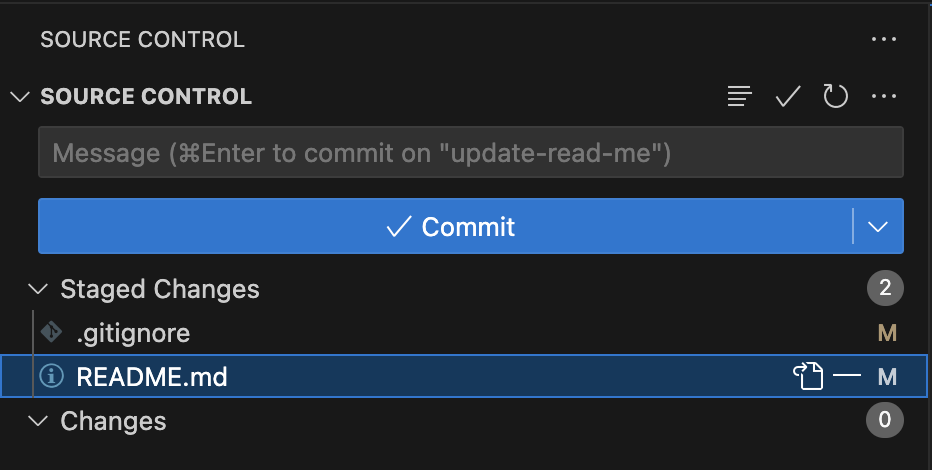 SOURCE CONTROL
SOURCE CONTROL
Message (⌘Enter to commit on "update-read-me")
Commit
Staged Changes 2
.gitignore M
README.md M
Changes 0